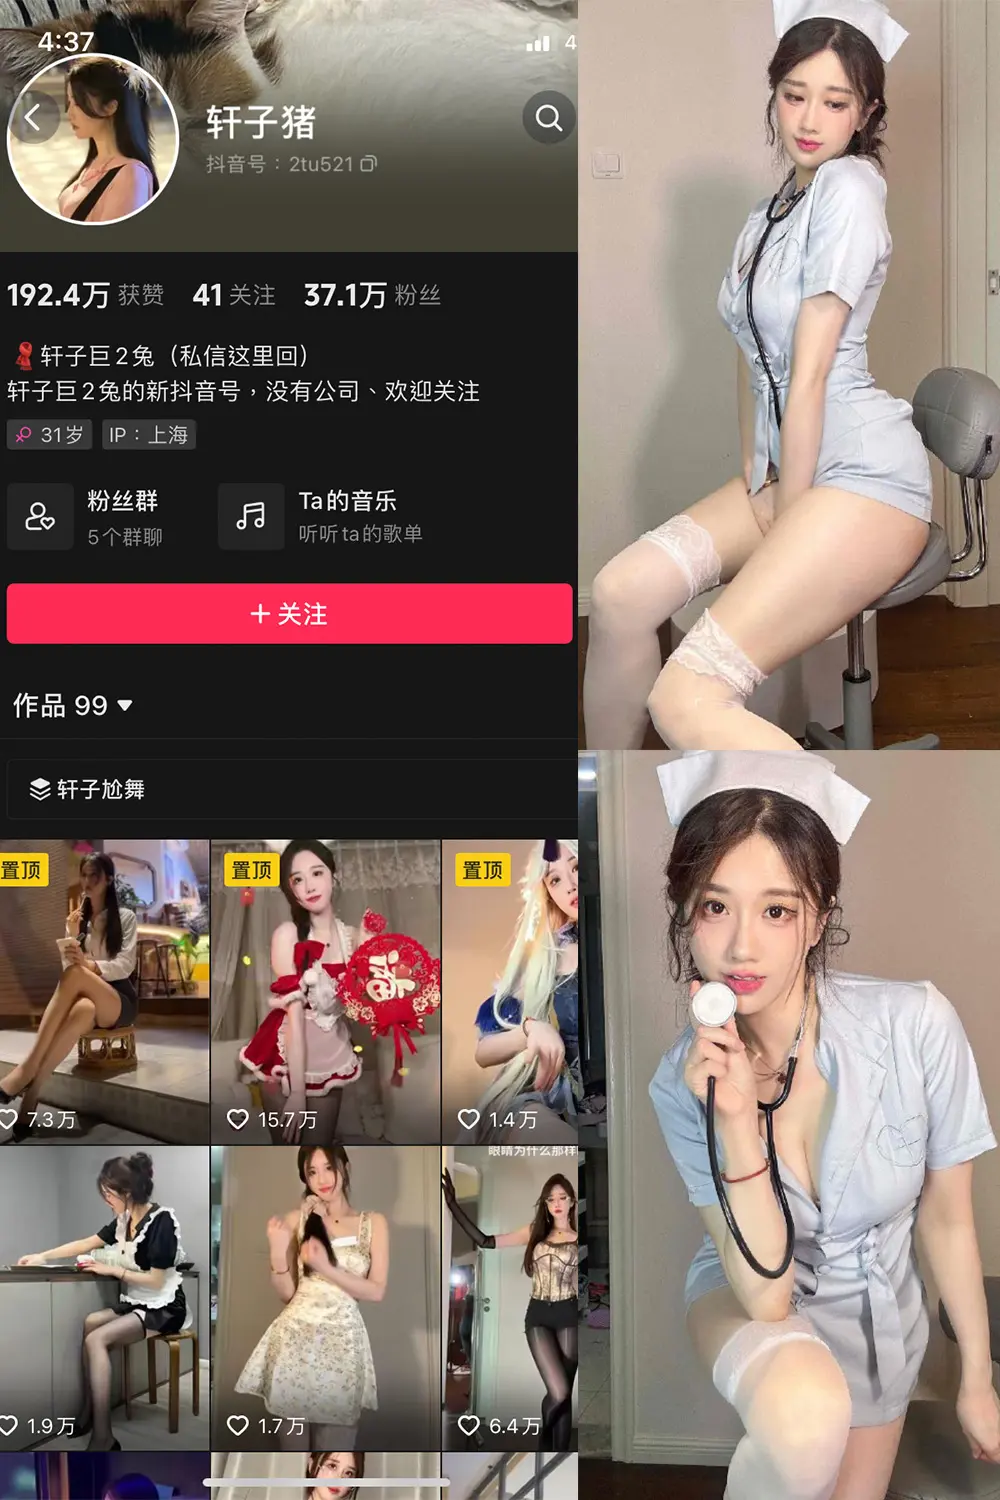 4:37
4
轩子猪
抖音号：2tu521
192.4万 获赞 41 关注 37.1万 粉丝
轩子巨2兔（私信这里回）
轩子巨2兔的新抖音号，没有公司、欢迎关注
31岁 IP：上海
粉丝群
5个群聊
Ta的音乐
听听ta的歌单
+ 关注
作品 99
轩子尬舞
置顶 置顶 置顶
7.3万 15.7万 1.4万
眼睛为什么那样
1.9万 1.7万 6.4万